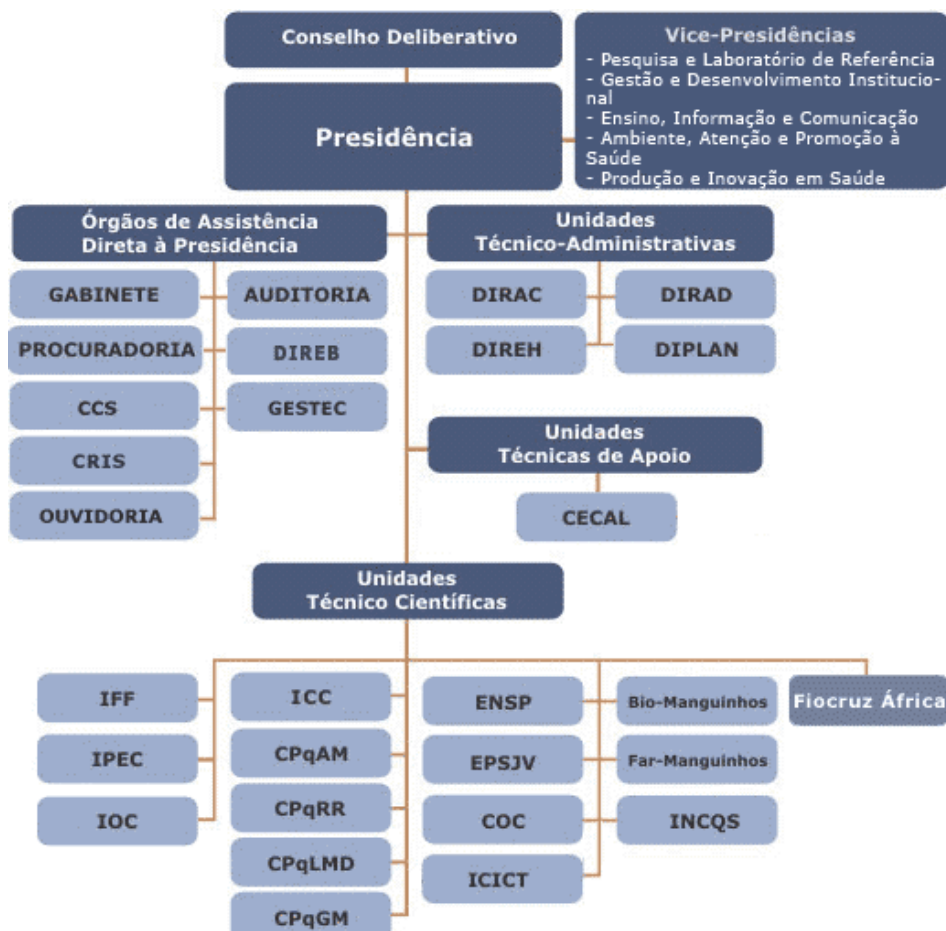 Conselho Deliberativo
Presidência
Vice-Presidências
- Pesquisa e Laboratório de Referência
- Gestão e Desenvolvimento Institucio-
nal
- Ensino, Informação e Comunicação
- Ambiente, Atenção e Promoção à
Saúde
- Produção e Inovação em Saúde
Órgãos de Assistência
Direta à Presidência
GABINETE
AUDITORIA
PROCURADORIA
DIREB
CCS
GESTEC
CRIS
OUVIDORIA
Unidades
Técnico-Administrativas
DIRAC
DIRAD
DIREH
DIPLAN
Unidades
Técnicas de Apoio
CECAL
Unidades
Técnico Científicas
IFF
IPEC
IOC
ICC
CPqAM
CPqRR
CPqLMD
CPqGM
ENSP
EPSJV
COC
ICICT
Bio-Manguinhos
Far-Manguinhos
INCQS
Fiocruz África